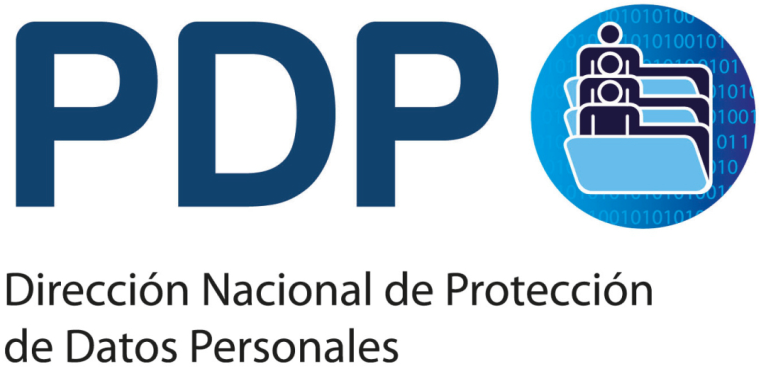 PDP
Dirección Nacional de Protección
de Datos Personales